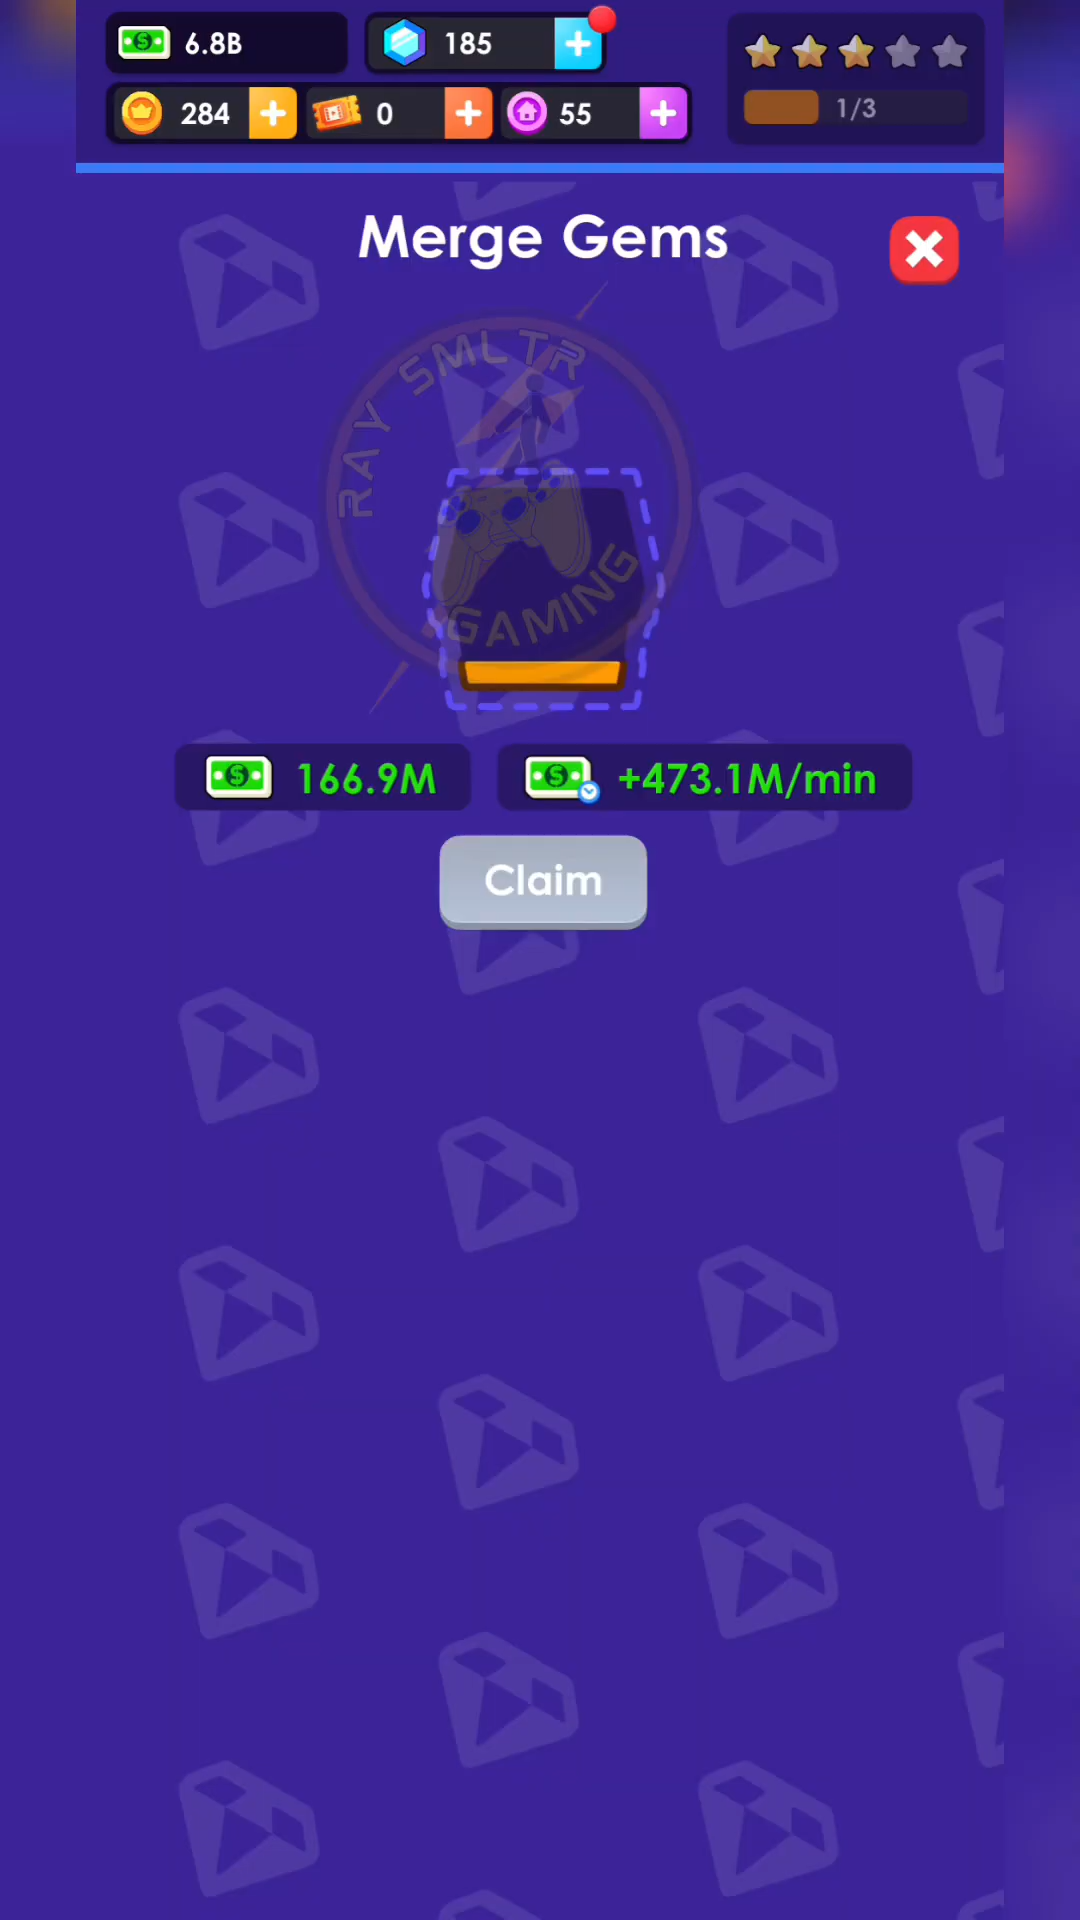 6.8B
185
284
0
55
1/3
Merge Gems
RAY SMLTR
GAMING
166.9M
+473.1M/min
Claim